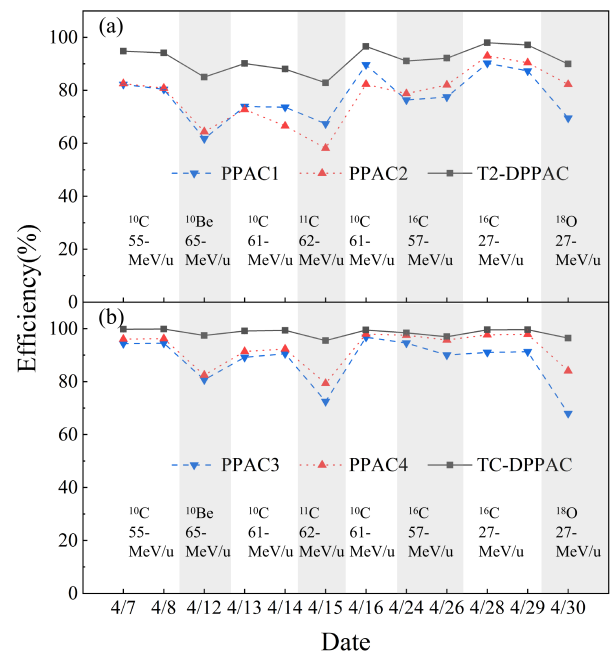 Efficiency(%)
(a)
100
80
60
40
20
0
PPAC1 PPAC2 T2-DPPAC
¹⁰C ¹⁰Be ¹⁰C ¹¹C ¹⁰C ¹⁶C ¹⁶C ¹⁸O
55- 65- 61- 62- 61- 57- 27- 27-
MeV/u MeV/u MeV/u MeV/u MeV/u MeV/u MeV/u MeV/u
(b)
100
80
60
40
20
0
PPAC3 PPAC4 TC-DPPAC
¹⁰C ¹⁰Be ¹⁰C ¹¹C ¹⁰C ¹⁶C ¹⁶C ¹⁸O
55- 65- 61- 62- 61- 57- 27- 27-
MeV/u MeV/u MeV/u MeV/u MeV/u MeV/u MeV/u MeV/u
4/7 4/8 4/12 4/13 4/14 4/15 4/16 4/24 4/26 4/28 4/29 4/30
Date